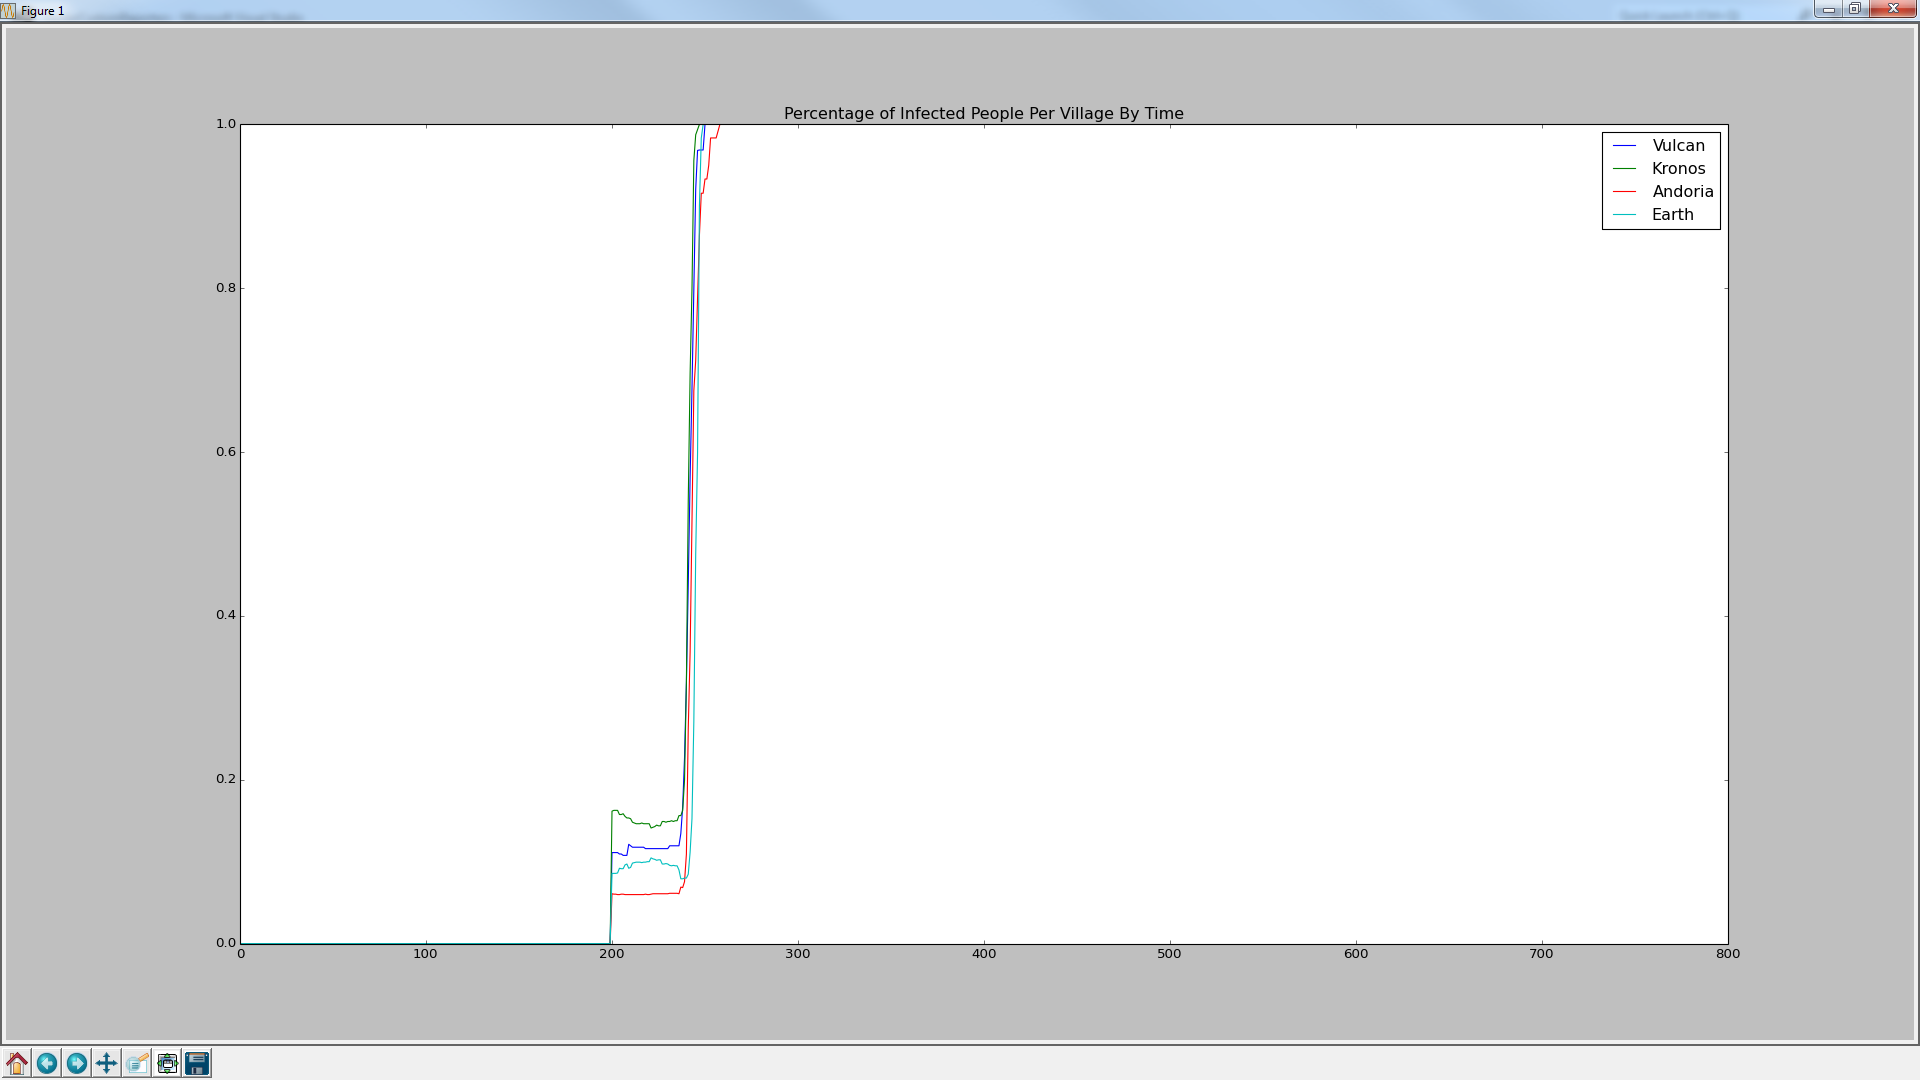 Figure 1
Percentage of Infected People Per Village By Time
1.0
0.8
0.6
0.4
0.2
0.0
0 100 200 300 400 500 600 700 800
Vulcan
Kronos
Andoria
Earth